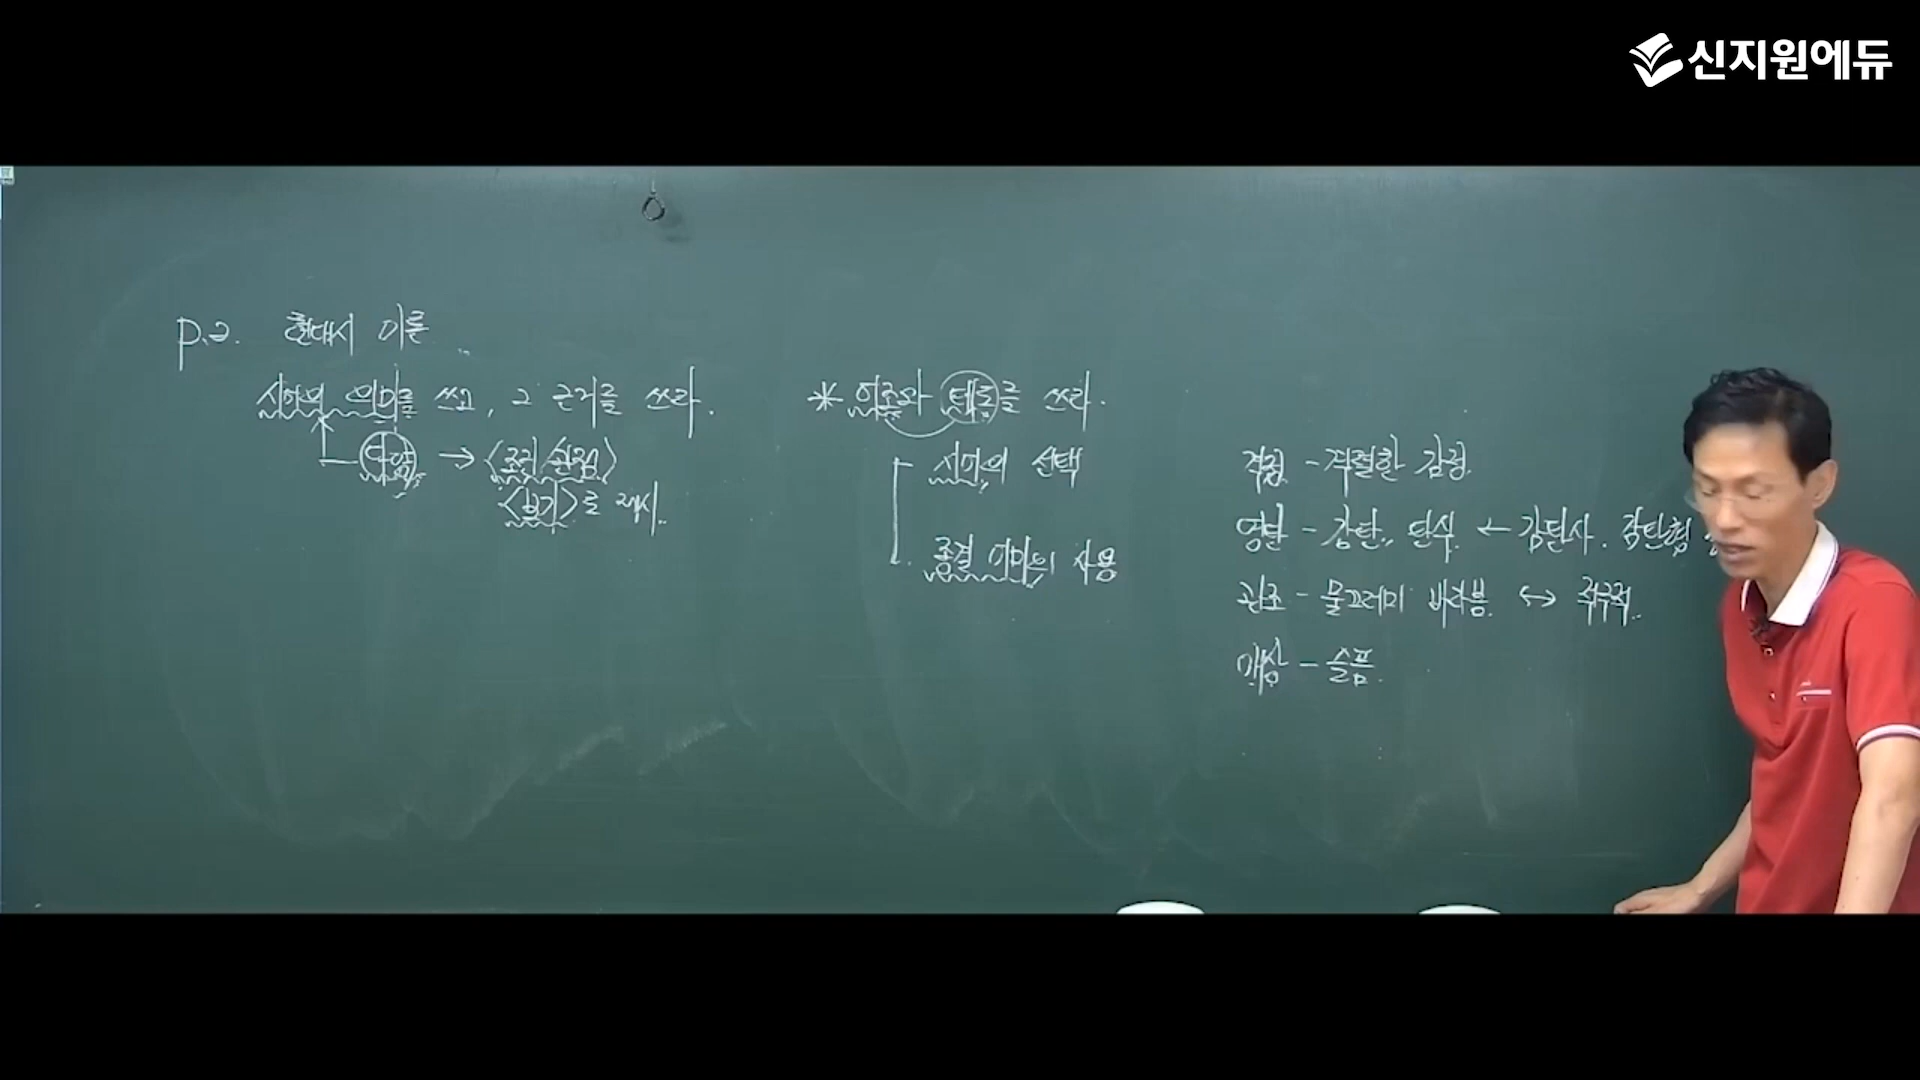 신지원에듀
P.2. 현대시 이론
시어의 의미를 쓰고, 그 근거를 쓰라.
→ <조건/관점>
<보기>를 제시.
* 어조와 태도를 쓰라.
시어의 선택
종결 어미의 사용
격정 - 격렬한 감정.
영탄 - 감탄, 탄식. ← 감탄사. 감탄형
관조 - 물끄러미 바라봄. ↔
애상 - 슬픔.